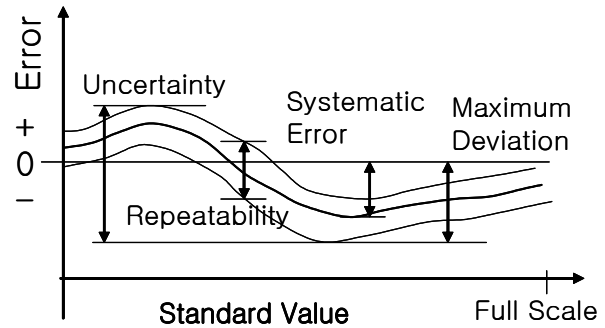 Error
+
0
−
Uncertainty
Systematic
Error
Maximum
Deviation
Repeatability
Standard Value
Full Scale